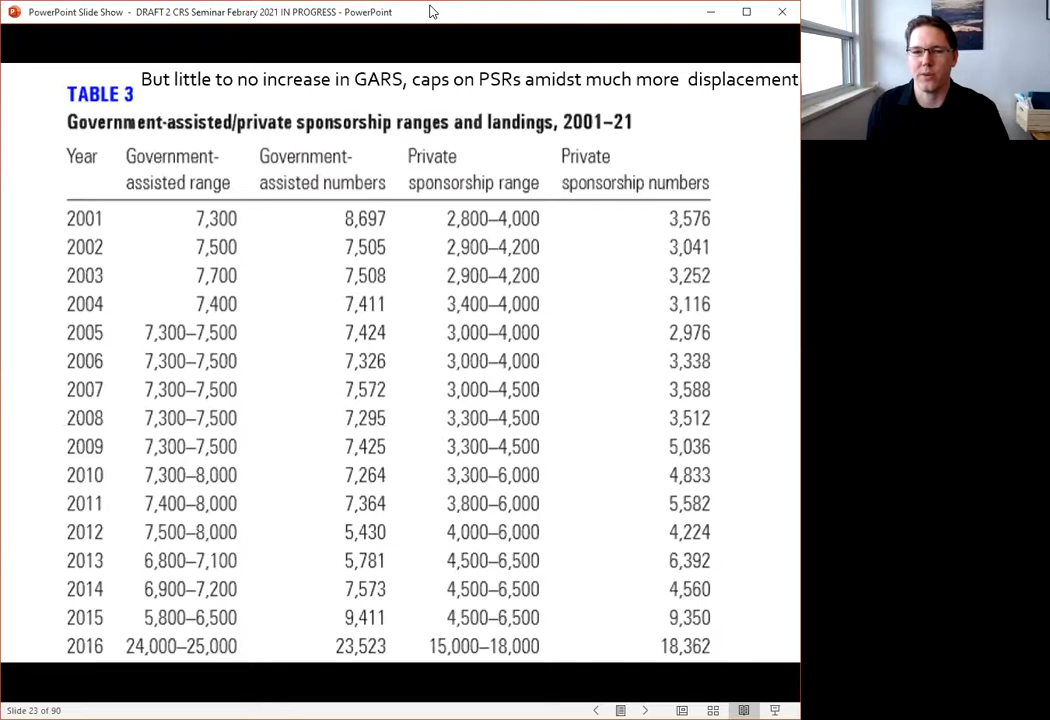 PowerPoint Slide Show - DRAFT 2 CRS Seminar Febrary 2021 IN PROGRESS - PowerPoint
But little to no increase in GARS, caps on PSRs amidst much more displacement
TABLE 3
Government-assisted/private sponsorship ranges and landings, 2001–21
Year Government-assisted range Government-assisted numbers Private sponsorship range Private sponsorship numbers
2001 7,300 8,697 2,800–4,000 3,576
2002 7,500 7,505 2,900–4,200 3,041
2003 7,700 7,508 2,900–4,200 3,252
2004 7,400 7,411 3,400–4,000 3,116
2005 7,300–7,500 7,424 3,000–4,000 2,976
2006 7,300–7,500 7,326 3,000–4,000 3,338
2007 7,300–7,500 7,572 3,000–4,500 3,588
2008 7,300–7,500 7,295 3,300–4,500 3,512
2009 7,300–7,500 7,425 3,300–4,500 5,036
2010 7,300–8,000 7,264 3,300–6,000 4,833
2011 7,400–8,000 7,364 3,800–6,000 5,582
2012 7,500–8,000 5,430 4,000–6,000 4,224
2013 6,800–7,100 5,781 4,500–6,500 6,392
2014 6,900–7,200 7,573 4,500–6,500 4,560
2015 5,800–6,500 9,411 4,500–6,500 9,350
2016 24,000–25,000 23,523 15,000–18,000 18,362
Slide 23 of 90